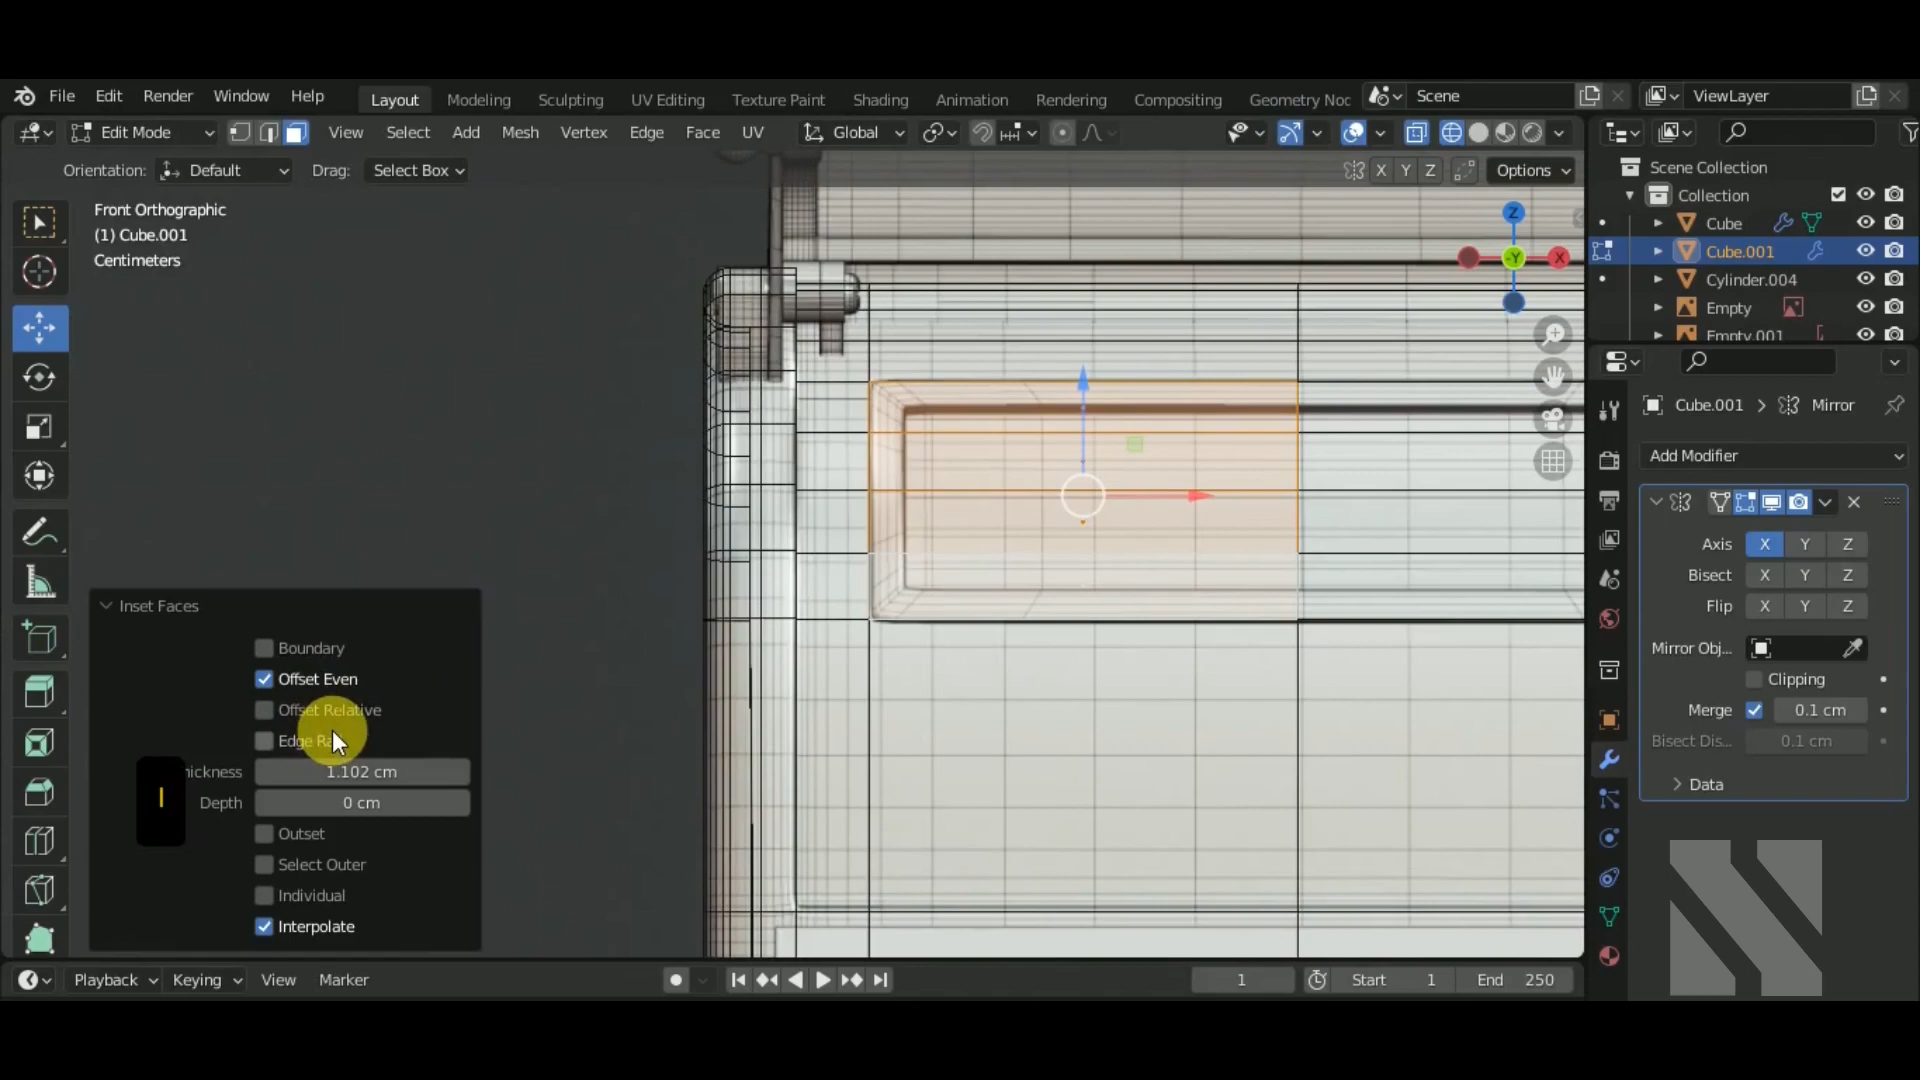 File Edit Render Window Help Layout Modeling Sculpting UV Editing Texture Paint Shading Animation Rendering Compositing Geometry Noc Scene ViewLayer
Edit Mode View Select Add Mesh Vertex Edge Face UV Global
Orientation: Default Drag: Select Box X Y Z Options
Front Orthographic
(1) Cube.001
Centimeters
Z
-Y
X
Scene Collection
Collection
Cube
Cube.001
Cylinder.004
Empty
Empty.001
Cube.001 > Mirror
Add Modifier
Axis X Y Z
Bisect X Y Z
Flip X Y Z
Mirror Obj...
Clipping
Merge 0.1 cm
Bisect Dis... 0.1 cm
Data
Inset Faces
Boundary
Offset Even
Offset Relative
Edge Ra
I
hickness 1.102 cm
Depth 0 cm
Outset
Select Outer
Individual
Interpolate
Playback Keying View Marker 1 Start 1 End 250